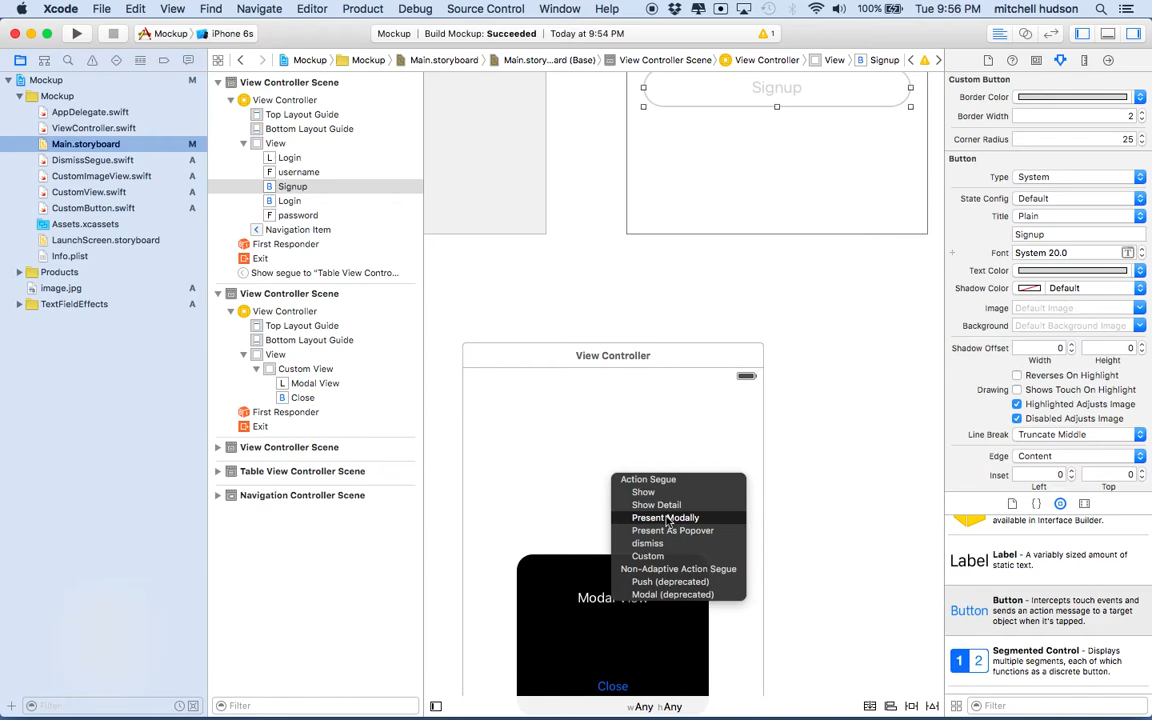 Xcode File Edit View Find Navigate Editor Product Debug Source Control Window Help 100% Tue 9:56 PM mitchell hudson
Mockup iPhone 6s Mockup Build Mockup: Succeeded Today at 9:54 PM 1
Mockup Mockup Main.storyboard Main.story...board (Base) View Controller Scene View Controller View Signup
Mockup
Mockup
AppDelegate.swift
ViewController.swift M
Main.storyboard M
DismissSegue.swift A
CustomImageView.swift A
CustomView.swift A
CustomButton.swift A
Assets.xcassets
LaunchScreen.storyboard
Info.plist
Products
image.jpg A
TextFieldEffects A
Filter
View Controller Scene
View Controller
Top Layout Guide
Bottom Layout Guide
View
L Login
F username
B Signup
B Login
F password
Navigation Item
First Responder
Exit
Show segue to "Table View Contro...
View Controller Scene
View Controller
Top Layout Guide
Bottom Layout Guide
View
Custom View
L Modal View
B Close
First Responder
Exit
View Controller Scene
Table View Controller Scene
Navigation Controller Scene
Filter
Signup
View Controller
Action Segue
Show
Show Detail
Present Modally
Present As Popover
dismiss
Custom
Non-Adaptive Action Segue
Push (deprecated)
Modal (deprecated)
Close
wAny hAny
Custom Button
Border Color
Border Width 2
Corner Radius 25
Button
Type System
State Config Default
Title Plain
Signup
Font System 20.0
Text Color
Shadow Color Default
Image Default Image
Background Default Background Image
Shadow Offset 0 0
Width Height
Reverses On Highlight
Drawing Shows Touch On Highlight
Highlighted Adjusts Image
Disabled Adjusts Image
Line Break Truncate Middle
Edge Content
Inset 0 0
Left Top
available in Interface Builder.
Label Label - A variably sized amount of
static text.
Button Button - Intercepts touch events and
sends an action message to a target
object when it's tapped.
1 2 Segmented Control - Displays
multiple segments, each of which
functions as a discrete button.
Filter